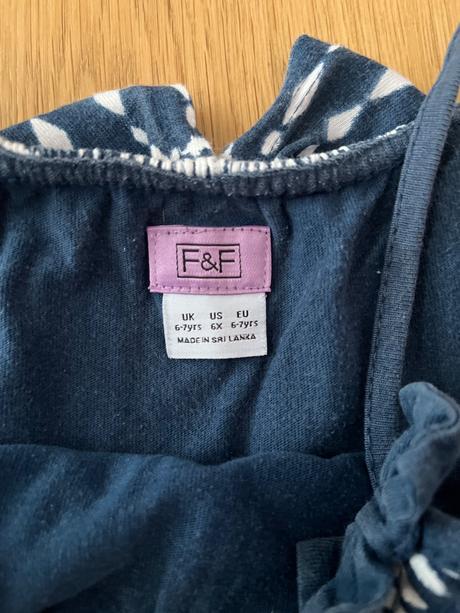 F&F
UK US EU
6-7yrs 6X 6-7yrs
MADE IN SRI LANKA